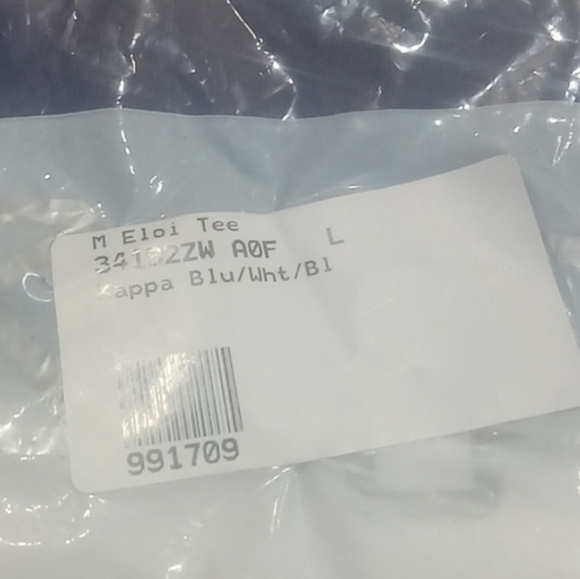 M Eloi Tee
A0F L
Kappa Blu/Wht/Bl
991709